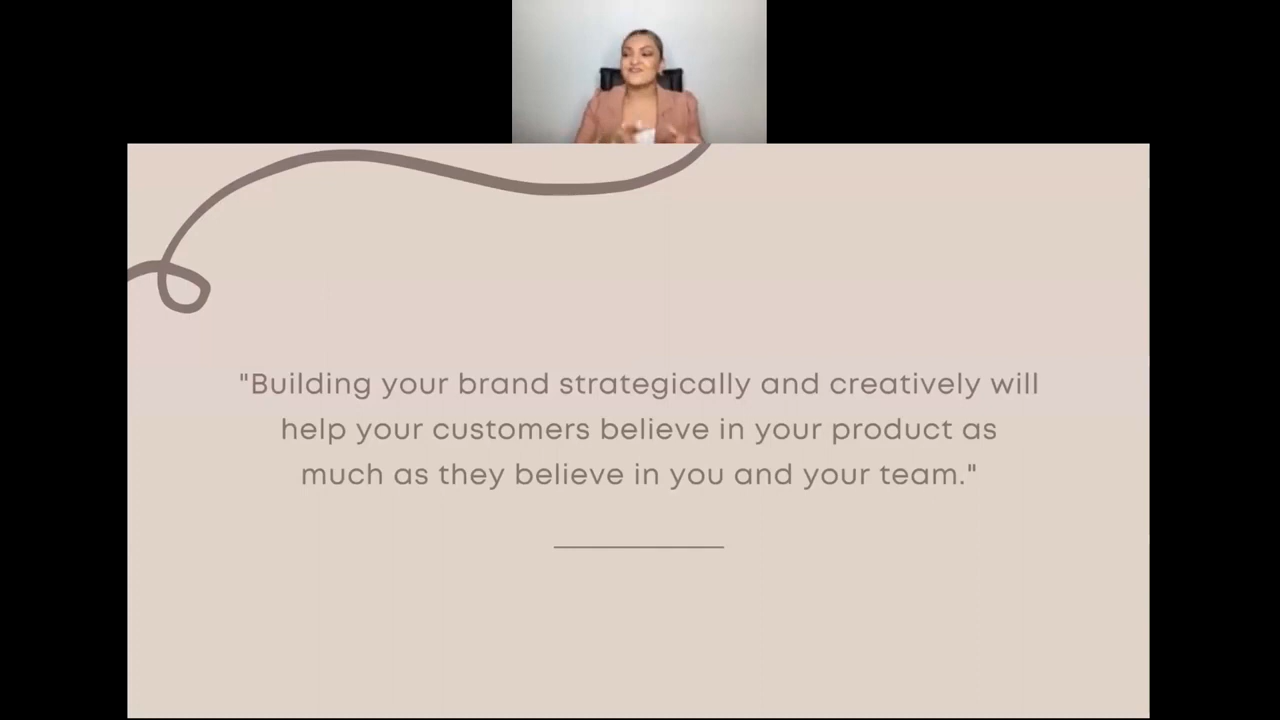 "Building your brand strategically and creatively will
help your customers believe in your product as
much as they believe in you and your team."